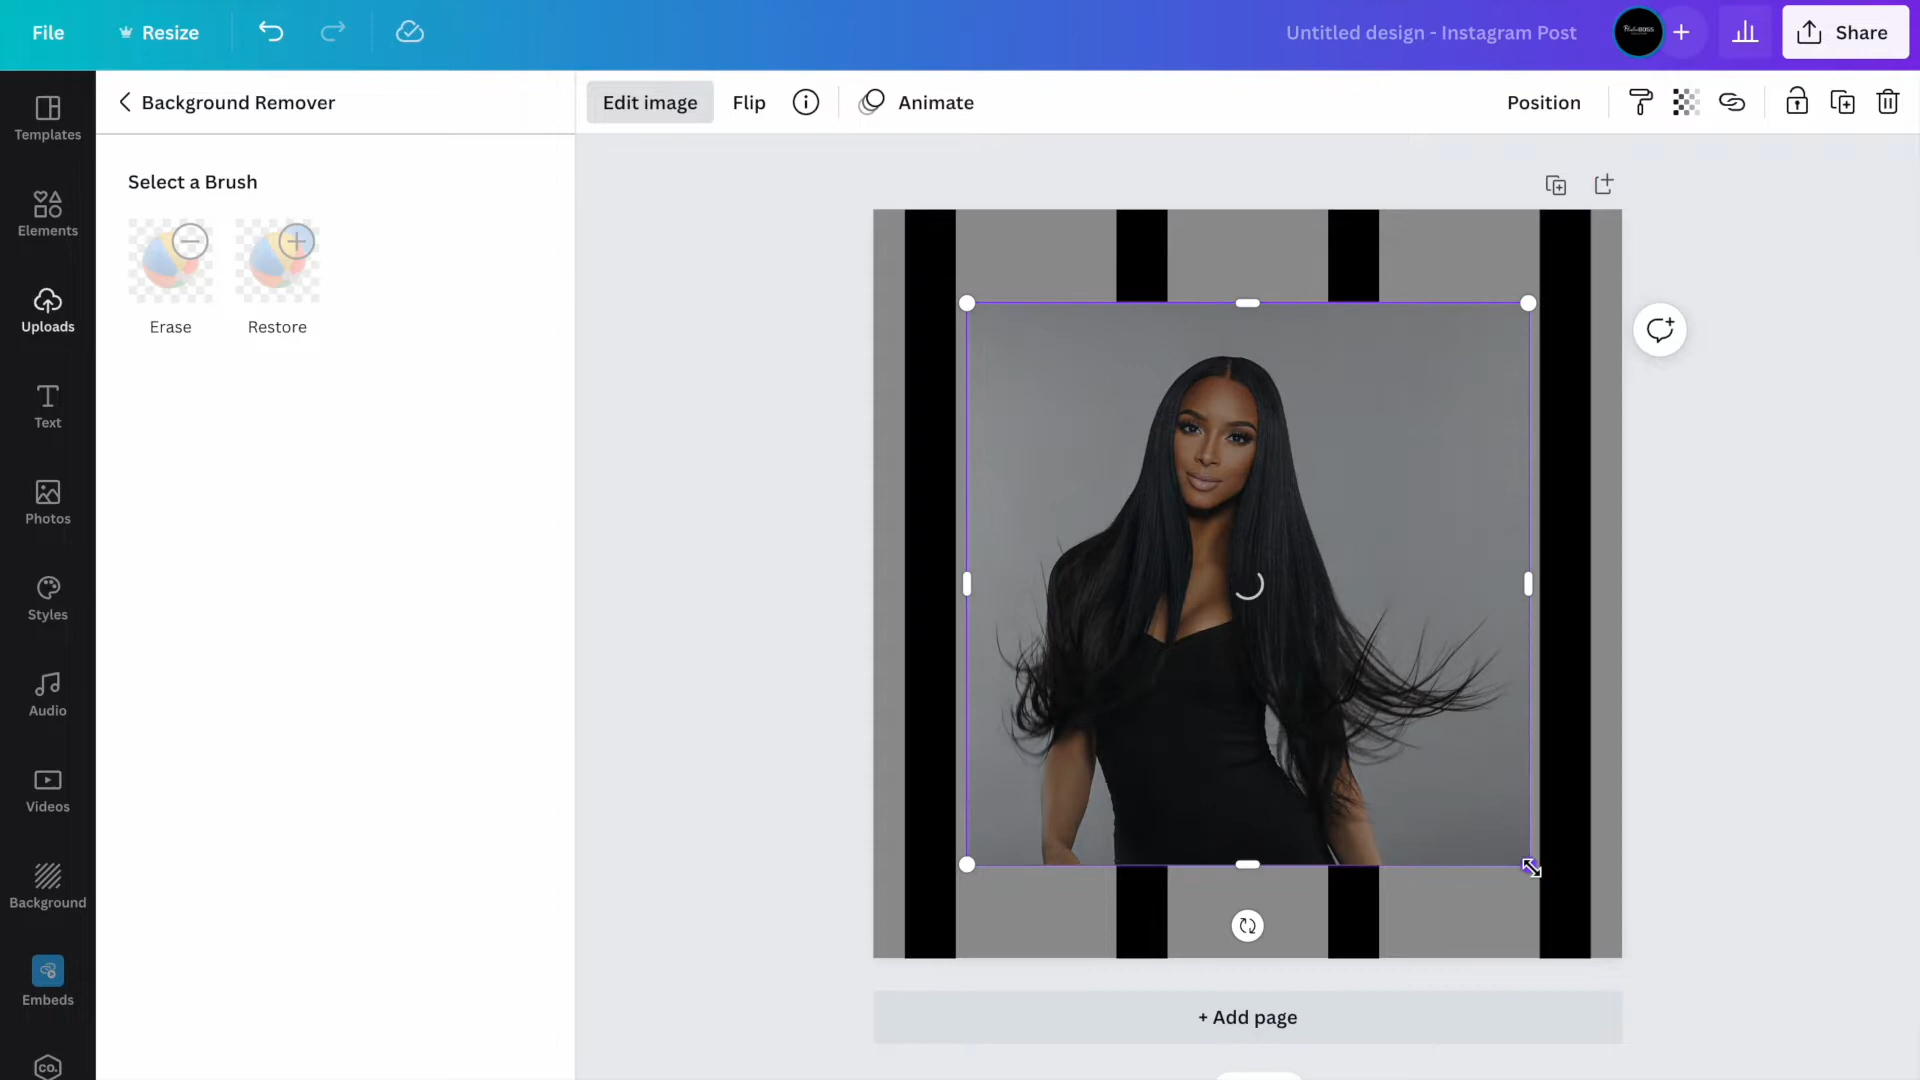 File
Resize
Untitled design - Instagram Post
Share
Background Remover
Edit image
Flip
Animate
Position
Templates
Elements
Uploads
Text
Photos
Styles
Audio
Videos
Background
Embeds
co.
Select a Brush
Erase
Restore
+ Add page